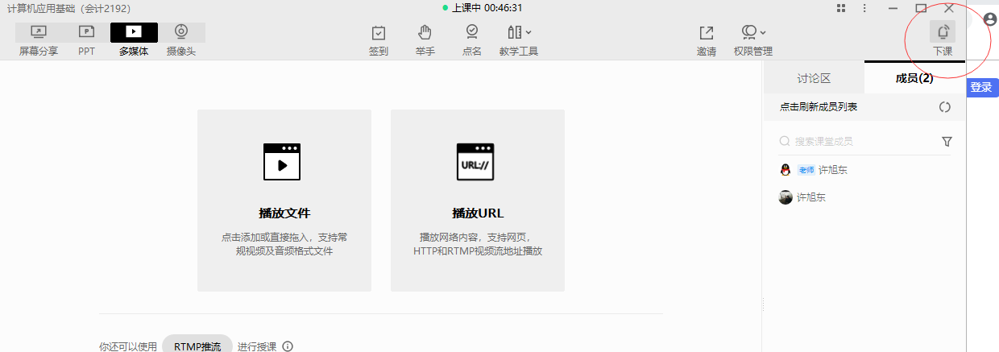 计算机应用基础（会计2192）
上课中 00:46:31
屏幕分享 PPT 多媒体 摄像头 签到 举手 点名 教学工具 邀请 权限管理 下课
讨论区 成员(2)
登录
点击刷新成员列表
搜索课堂成员
老师 许旭东
许旭东
播放文件
点击添加或直接拖入，支持常
规视频及音频格式文件
URL://
播放URL
播放网络内容，支持网页，
HTTP和RTMP视频流地址播放
你还可以使用 RTMP推流 进行授课